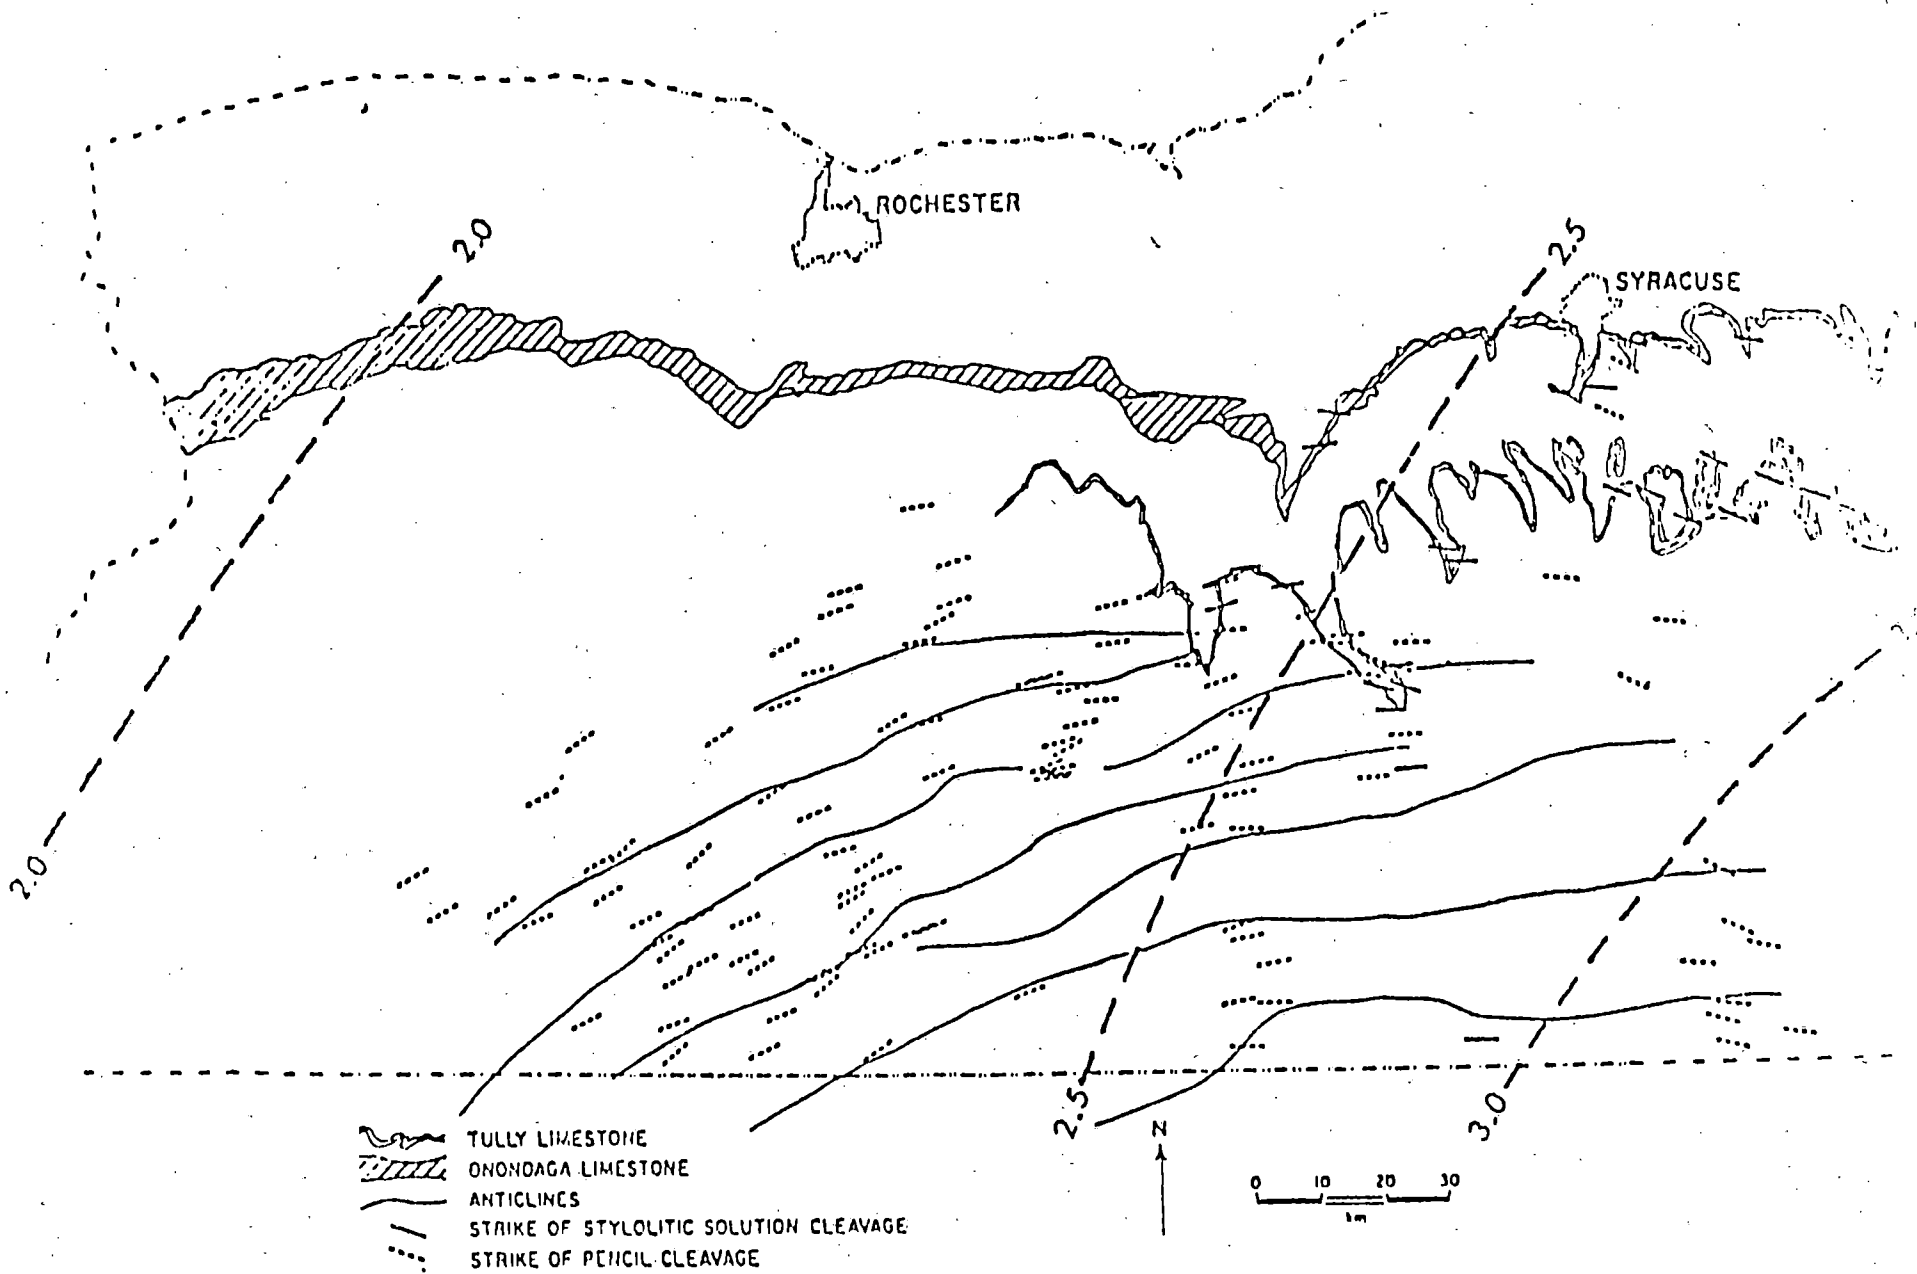 2.0
ROCHESTER
2.5
SYRACUSE
2.0
2.5
3.0
N
0 10 20 30
km
TULLY LIMESTONE
ONONDAGA LIMESTONE
ANTICLINES
STRIKE OF STYLOLITIC SOLUTION CLEAVAGE
STRIKE OF PENCIL CLEAVAGE